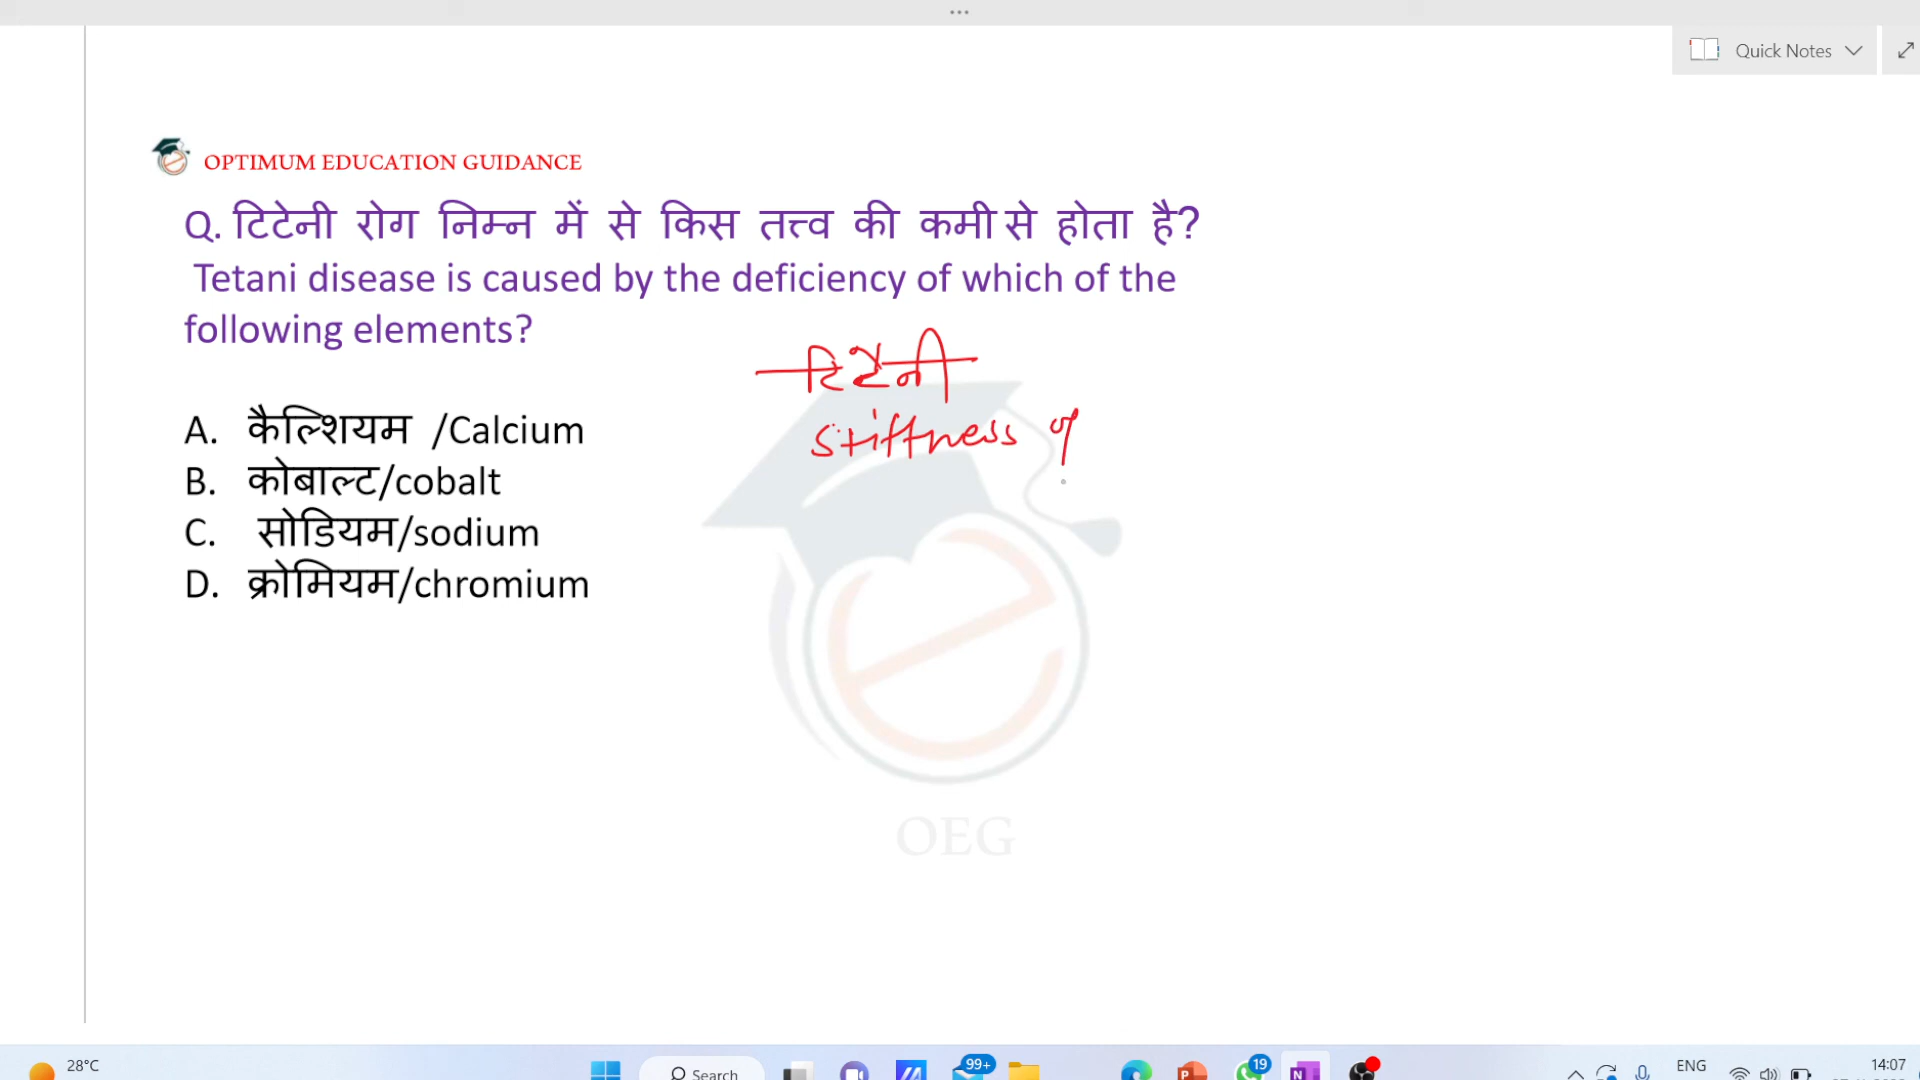 Quick Notes
OPTIMUM EDUCATION GUIDANCE
Q. टिटेनी रोग निम्न में से किस तत्त्व की कमी से होता है?
Tetani disease is caused by the deficiency of which of the
following elements?
टिटेनी
Stiffness of
A. कैल्शियम /Calcium
B. कोबाल्ट/cobalt
C. सोडियम/sodium
D. क्रोमियम/chromium
OEG
28°C
Search
99+
19
ENG
14:07